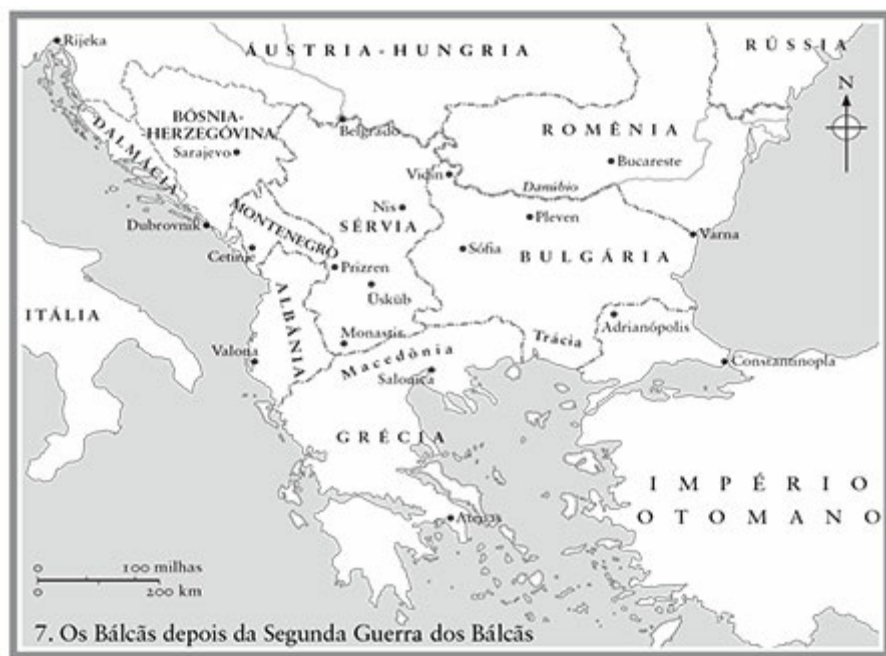 Rijeka
ÁUSTRIA-HUNGRIA
RÚSSIA
N
BÓSNIA-
HERZEGÓVINA
Sarajevo
DALMÁCIA
Belgrado
ROMÊNIA
Bucareste
Vidin
Danúbio
Nis
Pleven
Dubrovnik
MONTENEGRO
SÉRVIA
Varna
Cetinje
Sófia
BULGÁRIA
Prizren
Üsküb
ITÁLIA
ALBÂNIA
Adrianópolis
Monastir
Trácia
Valona
Macedônia
Constantinopla
Salonica
GRÉCIA
IMPÉRIO
OTOMANO
Atenas
0 100 milhas
0 200 km
7. Os Bálcãs depois da Segunda Guerra dos Bálcãs